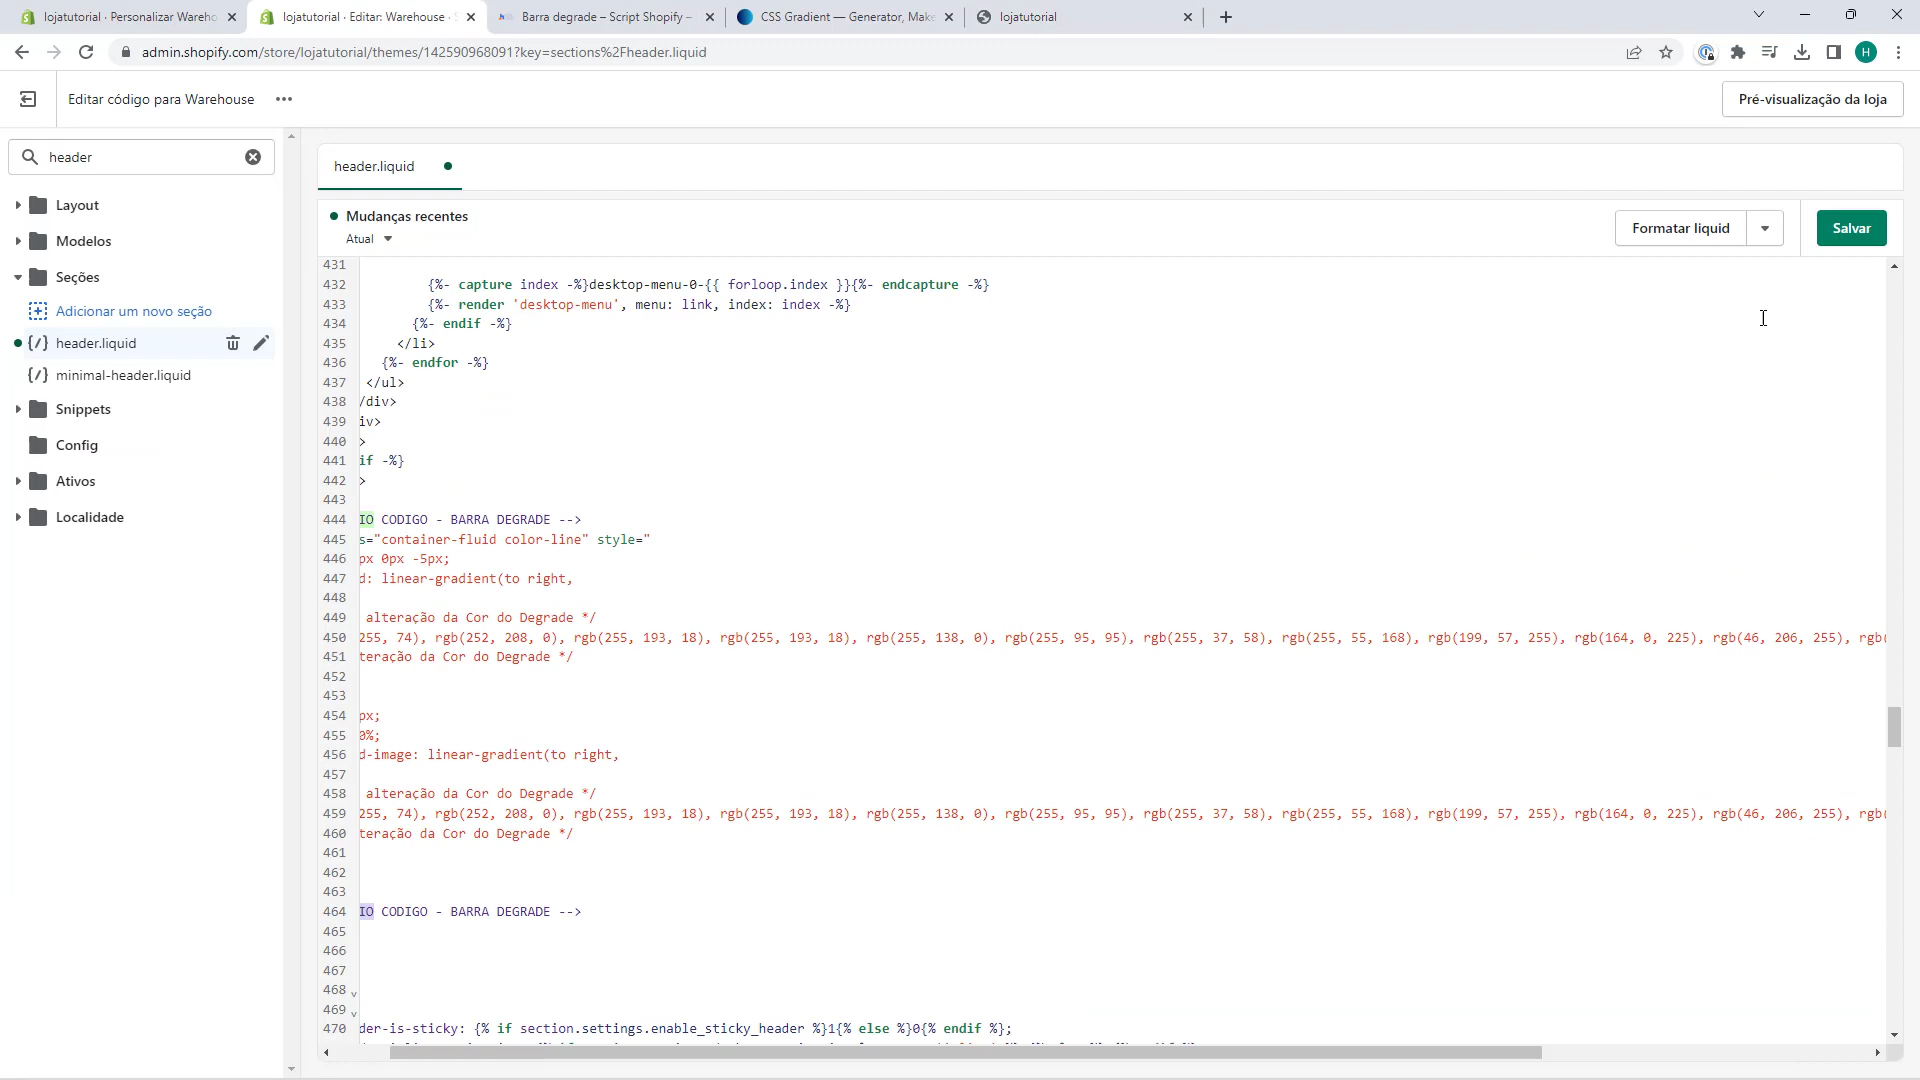 lojatutorial · Personalizar Wareho
lojatutorial · Editar: Warehouse ·
Barra degrade – Script Shopify –
CSS Gradient — Generator, Make
lojatutorial
admin.shopify.com/store/lojatutorial/themes/142590968091?key=sections%2Fheader.liquid
H
Editar código para Warehouse
Pré-visualização da loja
header
Layout
Modelos
Seções
Adicionar um novo seção
header.liquid
minimal-header.liquid
Snippets
Config
Ativos
Localidade
header.liquid
Mudanças recentes
Atual
Formatar liquid
Salvar
431
432 {%- capture index -%}desktop-menu-0-{{ forloop.index }}{%- endcapture -%}
433 {%- render 'desktop-menu', menu: link, index: index -%}
434 {%- endif -%}
435 </li>
436 {%- endfor -%}
437 </ul>
438 /div>
439 iv>
440 >
441 if -%}
442 >
443
444 IO CODIGO - BARRA DEGRADE -->
445 s="container-fluid color-line" style="
446 px 0px -5px;
447 d: linear-gradient(to right,
448
449 alteração da Cor do Degrade */
450 255, 74), rgb(252, 208, 0), rgb(255, 193, 18), rgb(255, 193, 18), rgb(255, 138, 0), rgb(255, 95, 95), rgb(255, 37, 58), rgb(255, 55, 168), rgb(199, 57, 255), rgb(164, 0, 225), rgb(46, 206, 255), rgb(
451 teração da Cor do Degrade */
452
453
454 px;
455 0%;
456 d-image: linear-gradient(to right,
457
458 alteração da Cor do Degrade */
459 255, 74), rgb(252, 208, 0), rgb(255, 193, 18), rgb(255, 193, 18), rgb(255, 138, 0), rgb(255, 95, 95), rgb(255, 37, 58), rgb(255, 55, 168), rgb(199, 57, 255), rgb(164, 0, 225), rgb(46, 206, 255), rgb(
460 teração da Cor do Degrade */
461
462
463
464 IO CODIGO - BARRA DEGRADE -->
465
466
467
468
469
470 der-is-sticky: {% if section.settings.enable_sticky_header %}1{% else %}0{% endif %};